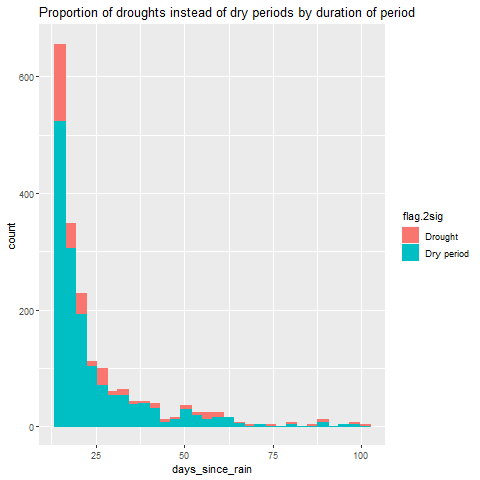 Proportion of droughts instead of dry periods by duration of period
600
400
200
0
count
25
50
75
100
days_since_rain
flag.2sig
Drought
Dry period